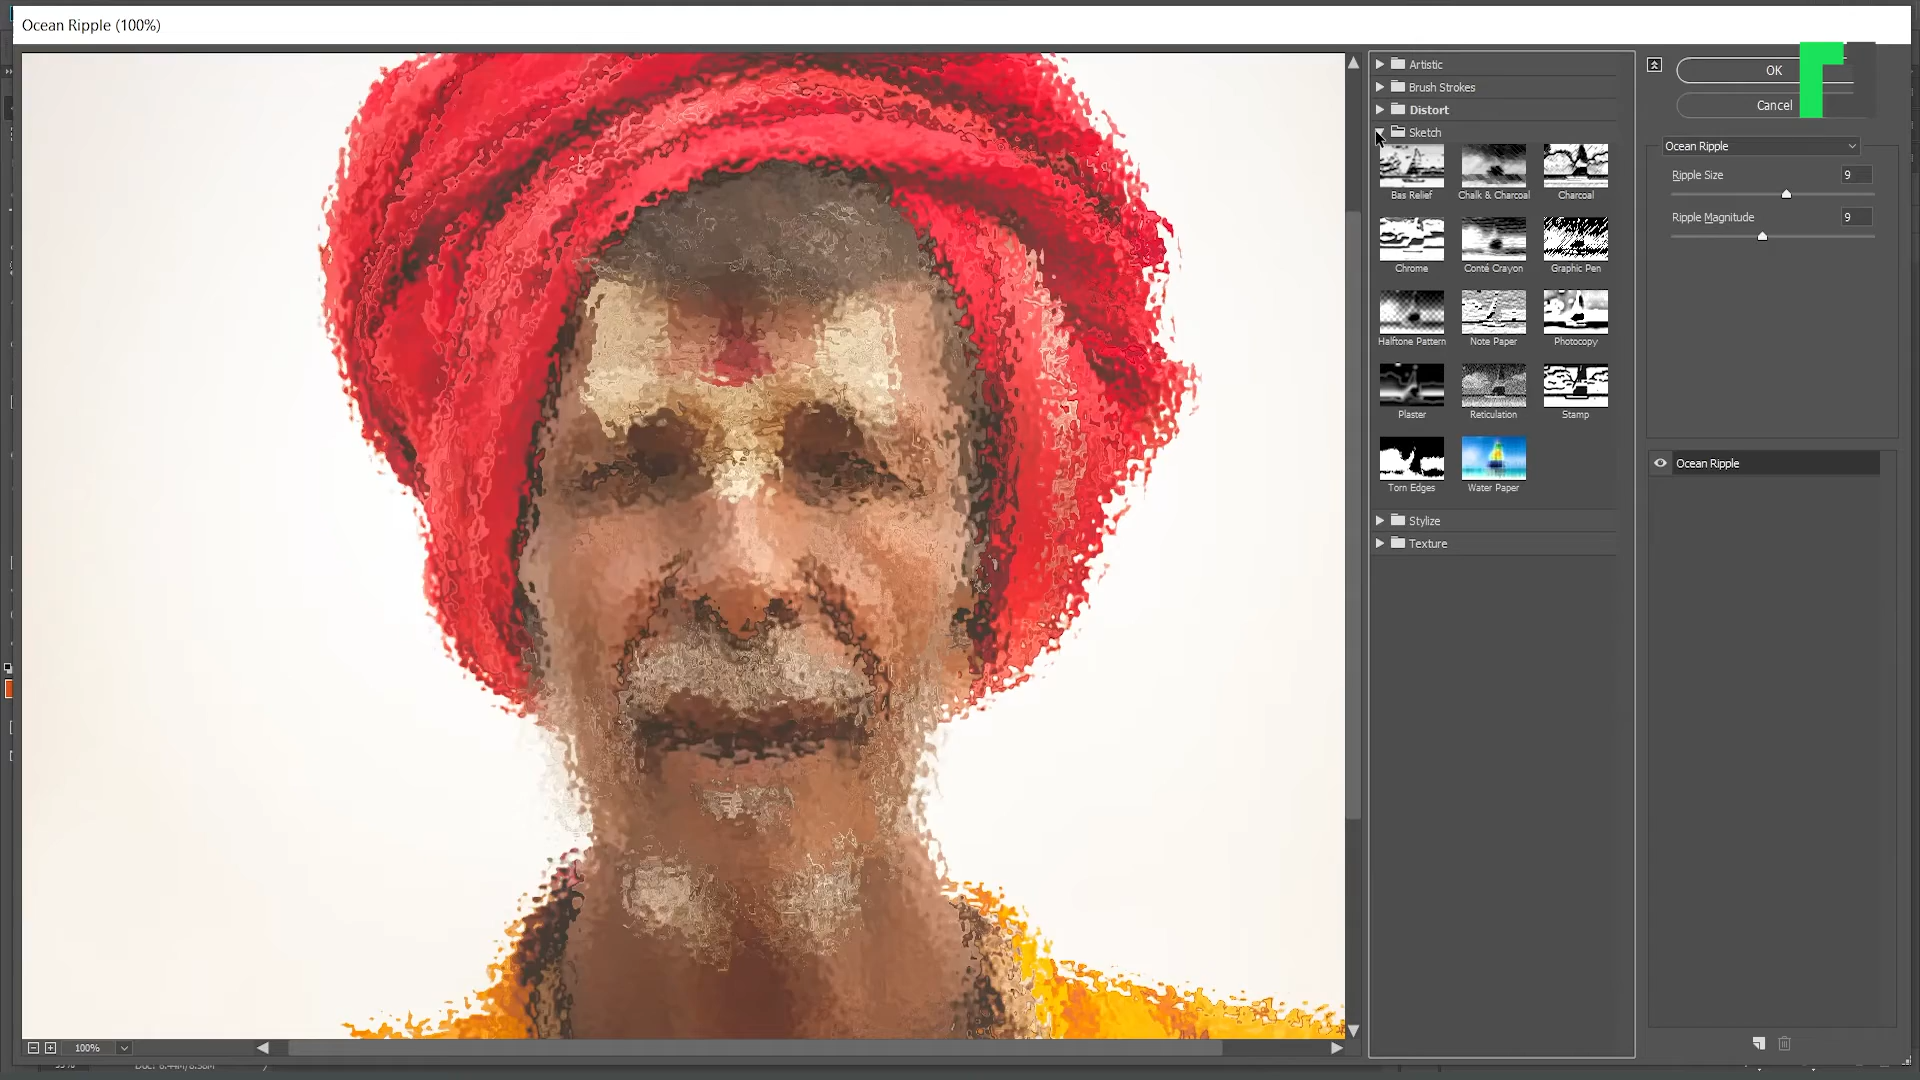 Ocean Ripple (100%)
Artistic
Brush Strokes
Distort
Sketch
Bas Relief
Chalk & Charcoal
Charcoal
Chrome
Conté Crayon
Graphic Pen
Halftone Pattern
Note Paper
Photocopy
Plaster
Reticulation
Stamp
Torn Edges
Water Paper
Stylize
Texture
OK
Cancel
Ocean Ripple
Ripple Size 9
Ripple Magnitude 9
Ocean Ripple
100%